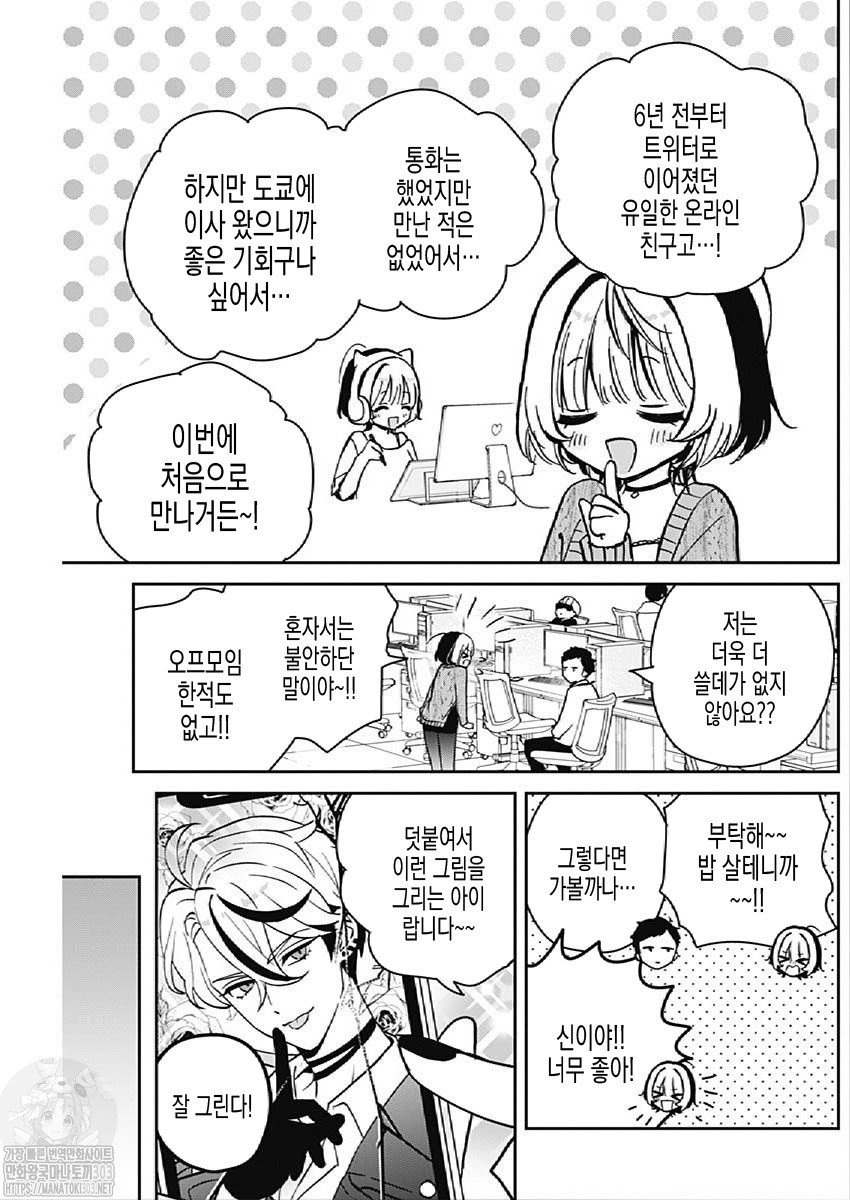 6년 전부터
트위터로
이어졌던
유일한 온라인
친구고…!
통화는
했었지만
만난 적은
없었어서…
하지만 도쿄에
이사 왔으니까
좋은 기회구나
싶어서…
이번에
처음으로
만나거든~!
저는
더욱 더
쓸데가 없지
않아요??
혼자서는
불안하단
말이야~!!
오프모임
한적도
없고!!
부탁해~~
밥 살테니까
~~!!
그렇다면
가볼까나…
신이야!!
너무 좋아!
덧붙여서
이런 그림을
그리는 아이
랍니다~~
잘 그린다!
가장 빠른 번역만화사이트
만화왕국마나토끼303
HTTPS://MANATOKI303.NET